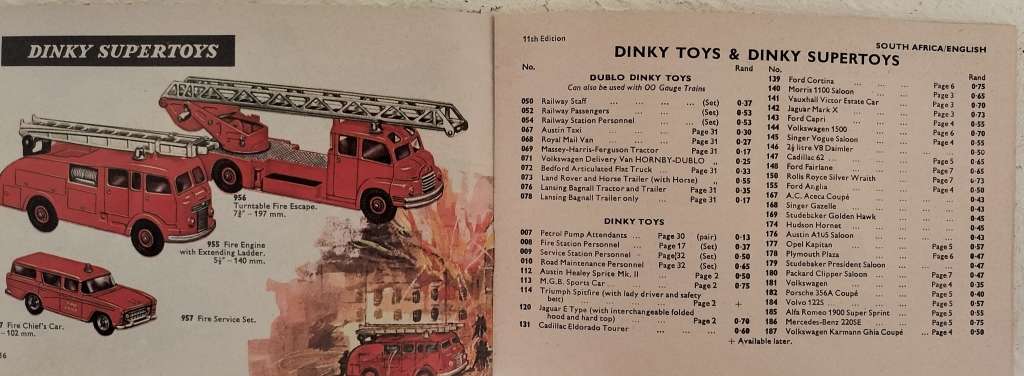 DINKY SUPERTOYS
956
Turntable Fire Escape.
7¾" – 197 mm.
955 Fire Engine
with Extending Ladder.
5½" – 140 mm.
7 Fire Chief's Car.
– 102 mm.
957 Fire Service Set.
16
11th Edition
SOUTH AFRICA/ENGLISH
DINKY TOYS & DINKY SUPERTOYS
No. Rand
DUBLO DINKY TOYS
Can also be used with OO Gauge Trains
050 Railway Staff ... ... ... ... (Set) 0·37
052 Railway Passengers ... ... (Set) 0·53
054 Railway Station Personnel ... (Set) 0·53
067 Austin Taxi ... ... Page 31 0·30
068 Royal Mail Van ... ... Page 31 0·27
069 Massey-Harris-Ferguson Tractor Page 31 0·17
071 Volkswagen Delivery Van HORNBY-DUBLO „ 0·25
072 Bedford Articulated Flat Truck ... Page 31 0·33
073 Land Rover and Horse Trailer (with Horse) „ 0·55
076 Lansing Bagnall Tractor and Trailer Page 31 0·35
078 Lansing Bagnall Trailer only ... Page 31 0·17
DINKY TOYS
007 Petrol Pump Attendants ... Page 30 (pair) 0·13
008 Fire Station Personnel ... Page 17 (Set) 0·37
009 Service Station Personnel Page 32 (Set) 0·50
010 Road Maintenance Personnel Page 32 (Set) 0·65
112 Austin Healey Sprite Mk. II ... Page 2 0·50
113 M.G.B. Sports Car ... ... Page 2 0·75
114 Triumph Spitfire (with lady driver and safety
belt) ... ... ... Page 2 +
120 Jaguar E Type (with interchangeable folded
hood and hard top) ... ... Page 2 0·70
131 Cadillac Eldorado Tourer ... ... 0·60
+ Available later.
No. Rand
139 Ford Cortina ... ... Page 6 0·75
140 Morris 1100 Saloon ... ... Page 3 0·65
141 Vauxhall Victor Estate Car ... Page 3 0·70
142 Jaguar Mark X ... ... Page 3 0·73
143 Ford Capri ... ... Page 4 0·55
144 Volkswagen 1500 ... ... Page 6 0·70
145 Singer Vogue Saloon ... ... Page 4 0·55
146 2½ litre V8 Daimler ... ... 0·50
147 Cadillac 62 ... ... Page 5 0·65
148 Ford Fairlane ... ... Page 5 0·65
150 Rolls Royce Silver Wraith ... Page 7 6·73
155 Ford Anglia ... ... Page 4 0·50
167 A.C. Aceca Coupé ... ... 0·43
168 Singer Gazelle ... ... 0·43
169 Studebaker Golden Hawk ... ... 0·45
174 Hudson Hornet ... ... 0·45
176 Austin A105 Saloon ... ... 0·43
177 Opel Kapitan ... ... Page 5 0·57
178 Plymouth Plaza ... ... Page 6 0·47
179 Studebaker President Saloon ... 0·47
180 Packard Clipper Saloon ... Page 7 0·47
181 Volkswagen ... ... Page 4 0·35
182 Porsche 356A Coupé ... ... Page 5 0·40
184 Volvo 122S ... ... Page 5 0·57
185 Alfa Romeo 1900 Super Sprint ... Page 5 0·55
186 Mercedes-Benz 220SE ... ... Page 5 0·75
187 Volkswagen Karmann Ghia Coupé ... Page 4 0·50